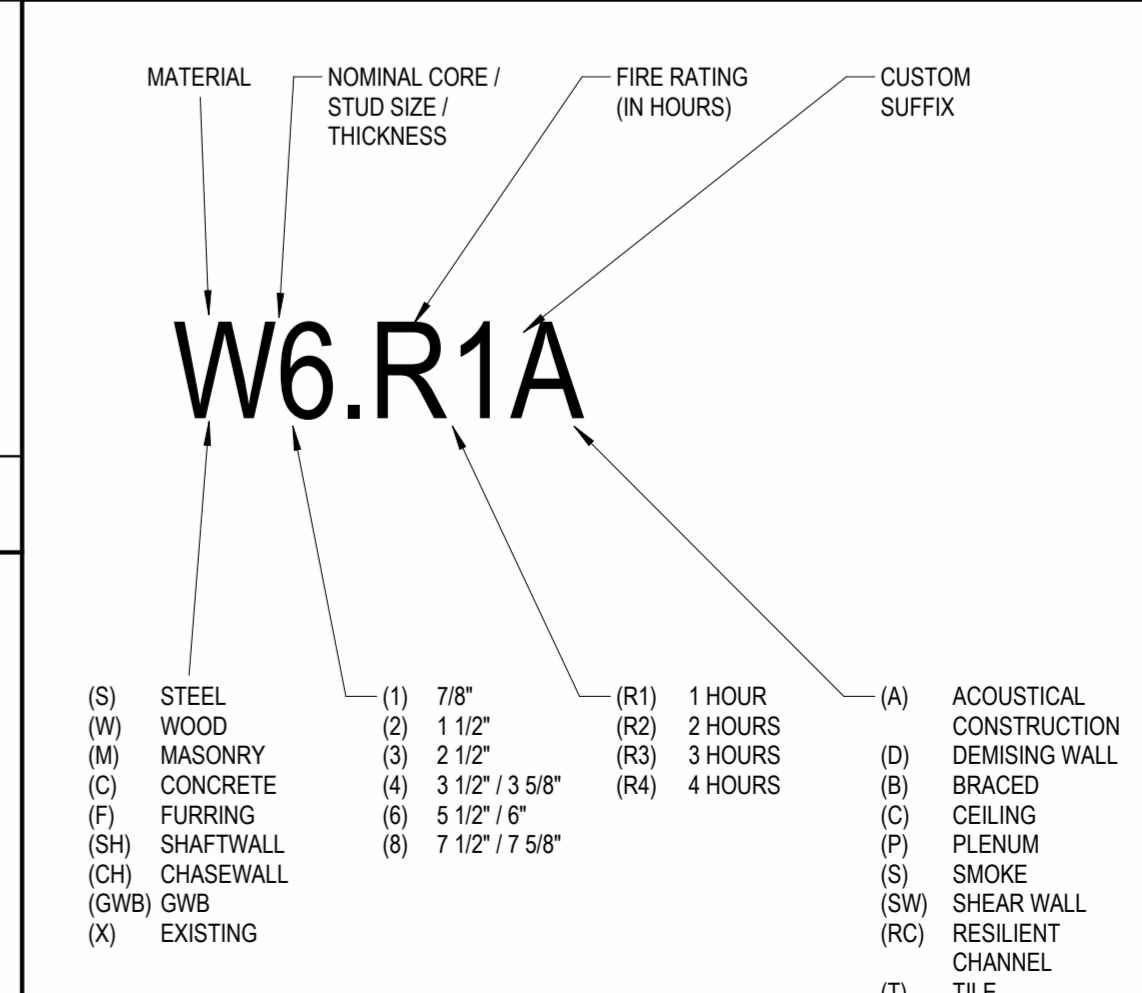 MATERIAL
NOMINAL CORE /
STUD SIZE /
THICKNESS
FIRE RATING
(IN HOURS)
CUSTOM
SUFFIX
W6.R1A
(S) STEEL
(W) WOOD
(M) MASONRY
(C) CONCRETE
(F) FURRING
(SH) SHAFTWALL
(CH) CHASEWALL
(GWB) GWB
(X) EXISTING
(1) 7/8"
(2) 1 1/2"
(3) 2 1/2"
(4) 3 1/2" / 3 5/8"
(6) 5 1/2" / 6"
(8) 7 1/2" / 7 5/8"
(R1) 1 HOUR
(R2) 2 HOURS
(R3) 3 HOURS
(R4) 4 HOURS
(A) ACOUSTICAL
CONSTRUCTION
(D) DEMISING WALL
(B) BRACED
(C) CEILING
(P) PLENUM
(S) SMOKE
(SW) SHEAR WALL
(RC) RESILIENT
CHANNEL
(T) TILE